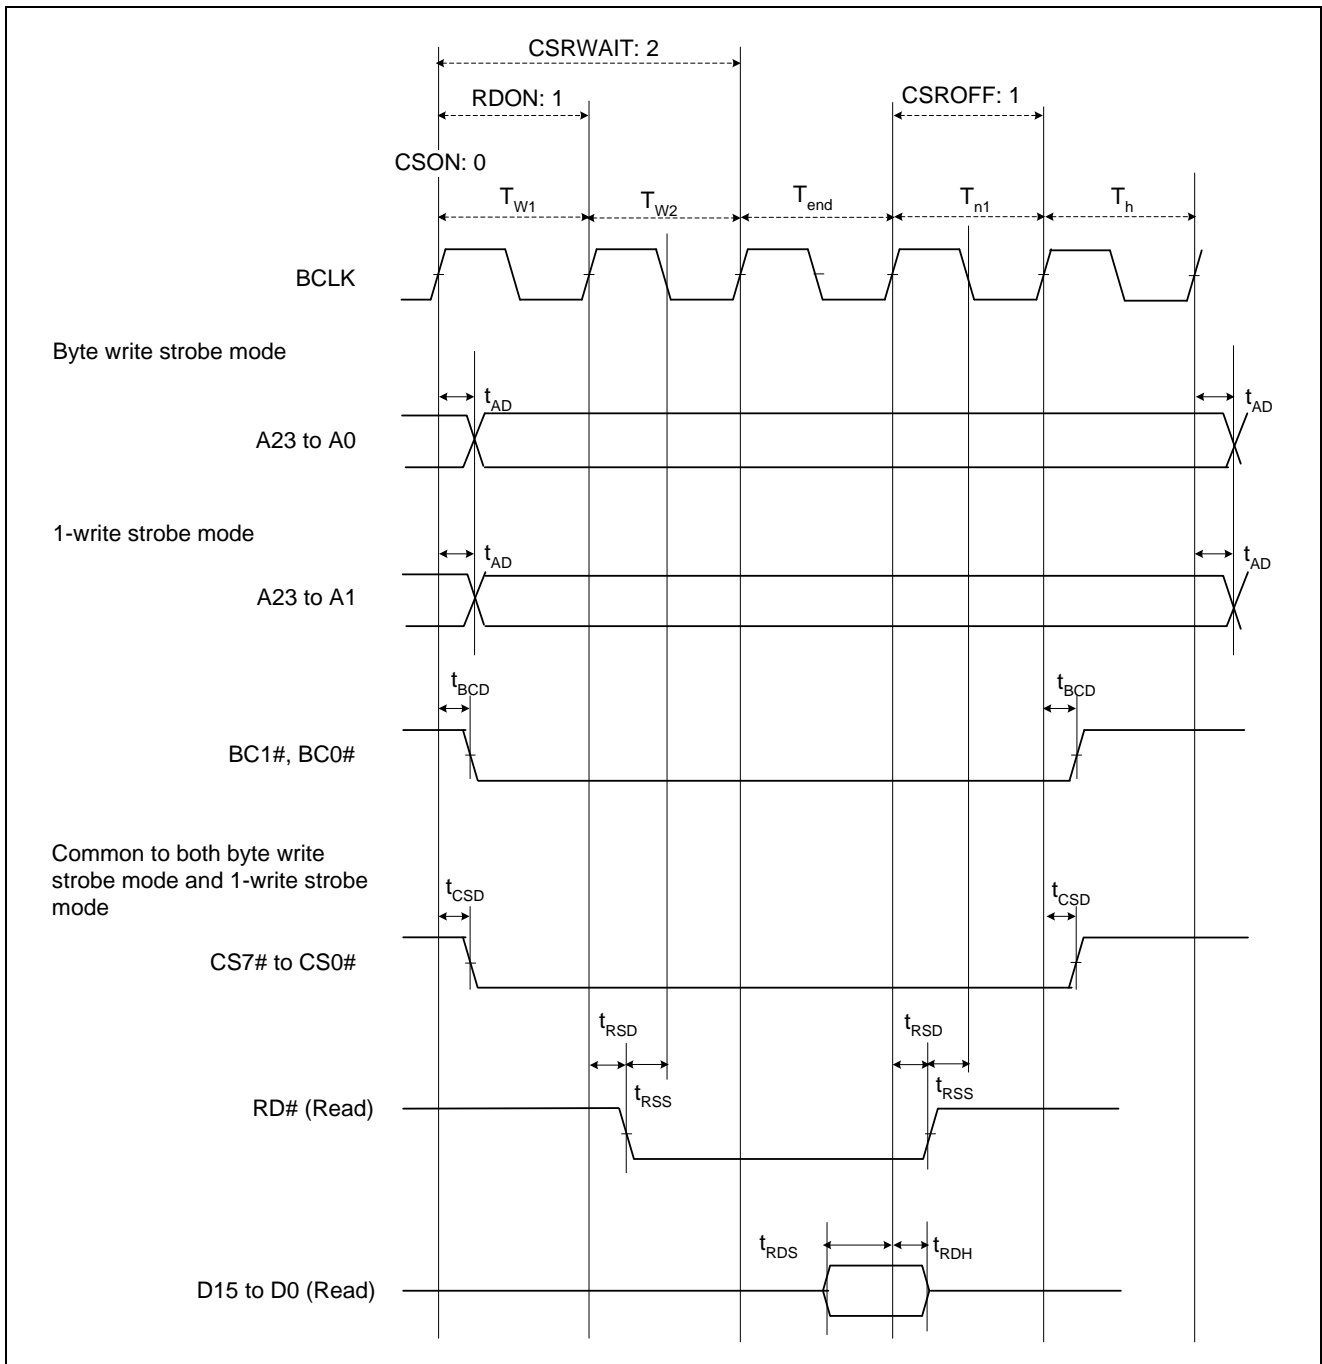 CSRWAIT: 2
RDON: 1
CSROFF: 1
CSON: 0
TW1
TW2
Tend
Tn1
Th
BCLK
Byte write strobe mode
tAD
tAD
A23 to A0
1-write strobe mode
tAD
tAD
A23 to A1
tBCD
tBCD
BC1#, BC0#
Common to both byte write
strobe mode and 1-write strobe
mode
tCSD
tCSD
CS7# to CS0#
tRSD
tRSD
tRSS
tRSS
RD# (Read)
tRDS
tRDH
D15 to D0 (Read)